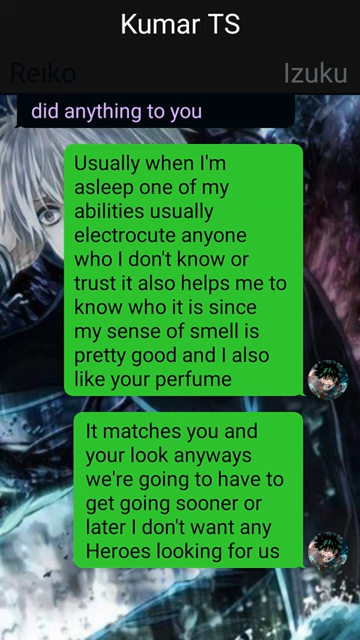 Kumar TS
Reiko
Izuku
did anything to you
Usually when I'm
asleep one of my
abilities usually
electrocute anyone
who I don't know or
trust it also helps me to
know who it is since
my sense of smell is
pretty good and I also
like your perfume
It matches you and
your look anyways
we're going to have to
get going sooner or
later I don't want any
Heroes looking for us